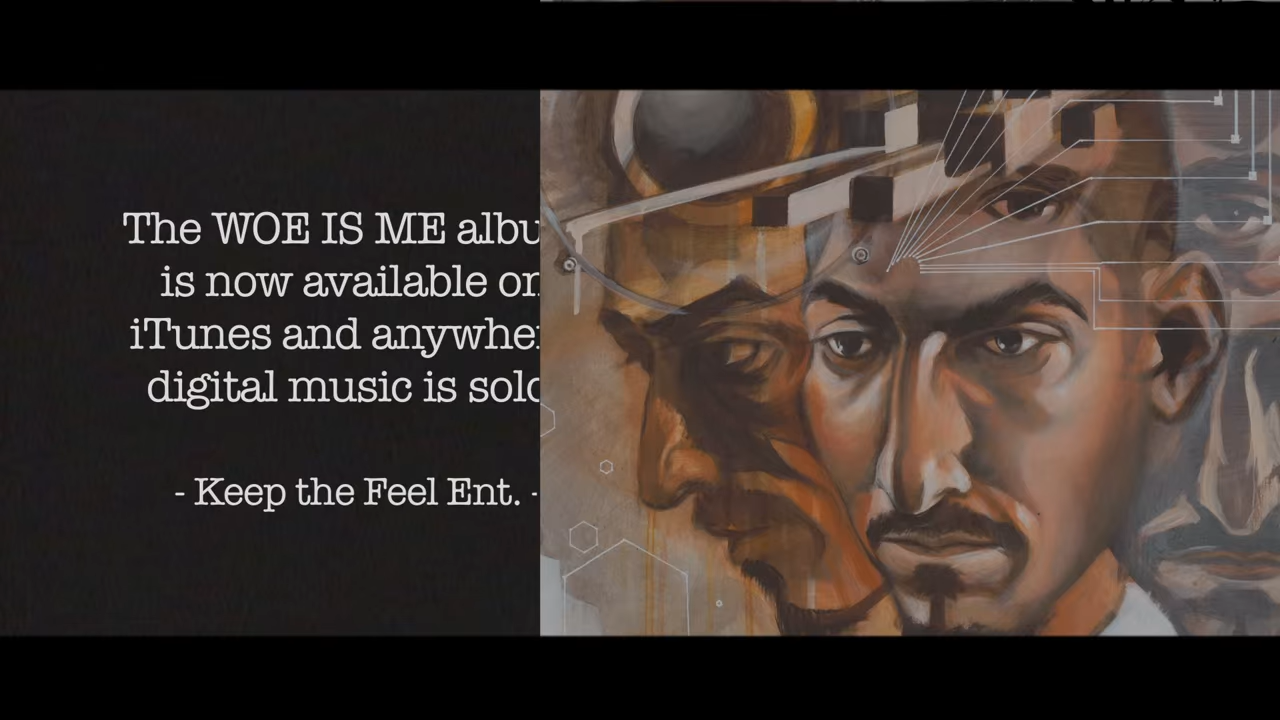 The WOE IS ME albu
is now available on
iTunes and anywher
digital music is sold
- Keep the Feel Ent. -